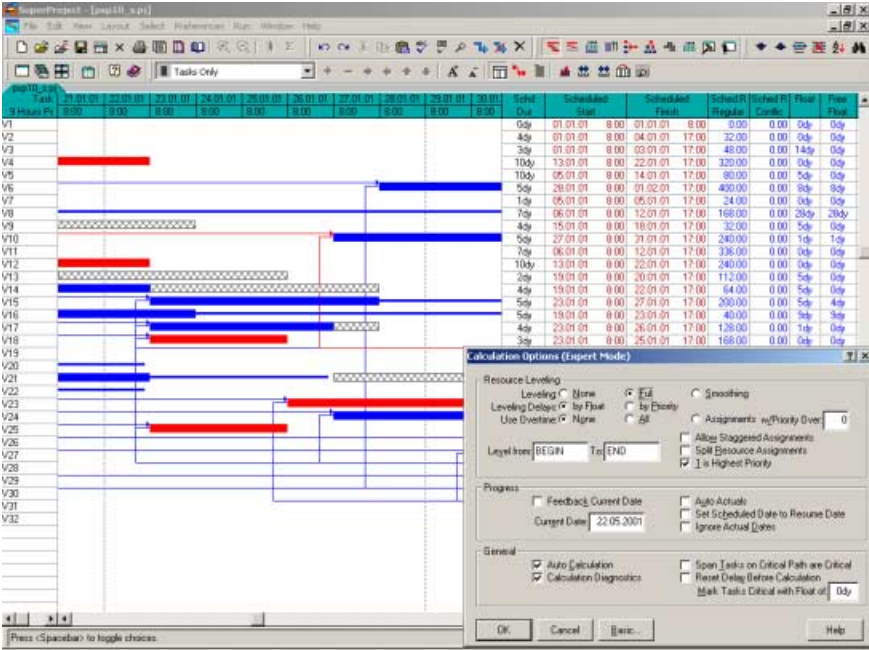 SuperProject - [pspl10_s.pj]
File Edit View Layout Select Preferences Run Window Help
Tasks Only
pspl10_s.pj
Task 21.01.01 22.01.01 23.01.01 24.01.01 25.01.01 26.01.01 27.01.01 28.01.01 29.01.01 30.01. Schd Scheduled Scheduled Sched R Sched R Float Free
9 Hours Per 8:00 8:00 8:00 8:00 8:00 8:00 8:00 8:00 8:00 8:00 Dur Start Finish Regular Conflic Float
V1 0dy 01.01.01 8:00 01.01.01 8:00 0.00 0.00 0dy 0dy
V2 4dy 01.01.01 8:00 04.01.01 17:00 32.00 0.00 0dy 0dy
V3 3dy 01.01.01 8:00 03.01.01 17:00 48.00 0.00 14dy 0dy
V4 10dy 13.01.01 8:00 22.01.01 17:00 320.00 0.00 0dy 0dy
V5 10dy 05.01.01 8:00 14.01.01 17:00 80.00 0.00 5dy 0dy
V6 5dy 28.01.01 8:00 01.02.01 17:00 400.00 0.00 8dy 8dy
V7 1dy 05.01.01 8:00 05.01.01 17:00 24.00 0.00 0dy 0dy
V8 7dy 06.01.01 8:00 12.01.01 17:00 168.00 0.00 28dy 28dy
V9 4dy 15.01.01 8:00 18.01.01 17:00 32.00 0.00 5dy 0dy
V10 5dy 27.01.01 8:00 31.01.01 17:00 240.00 0.00 1dy 1dy
V11 7dy 06.01.01 8:00 12.01.01 17:00 336.00 0.00 0dy 0dy
V12 10dy 13.01.01 8:00 22.01.01 17:00 240.00 0.00 0dy 0dy
V13 2dy 19.01.01 8:00 20.01.01 17:00 112.00 0.00 5dy 0dy
V14 4dy 19.01.01 8:00 22.01.01 17:00 64.00 0.00 5dy 0dy
V15 5dy 23.01.01 8:00 27.01.01 17:00 200.00 0.00 5dy 4dy
V16 5dy 19.01.01 8:00 23.01.01 17:00 40.00 0.00 9dy 9dy
V17 4dy 23.01.01 8:00 26.01.01 17:00 128.00 0.00 1dy 0dy
V18 3dy 23.01.01 8:00 25.01.01 17:00 168.00 0.00 0dy 0dy
V19
V20
V21
V22
V23
V24
V25
V26
V27
V28
V29
V30
V31
V32
Calculation Options (Expert Mode)
Resource Leveling
Leveling: None Full Smoothing
Leveling Delays: by Float by Priority
Use Overtime: None All Assignments w/Priority Over: 0
Allow Staggered Assignments
Level from: BEGIN To: END Split Resource Assignments
1 is Highest Priority
Progress
Feedback Current Date Auto Actuals
Set Scheduled Date to Resume Date
Current Date: 22.05.2001
Ignore Actual Dates
General
Auto Calculation Span Tasks on Critical Path are Critical
Calculation Diagnostics Reset Delay Before Calculation
Mark Tasks Critical with Float of: 0dy
OK Cancel Basic... Help
Press <Spacebar> to toggle choices.